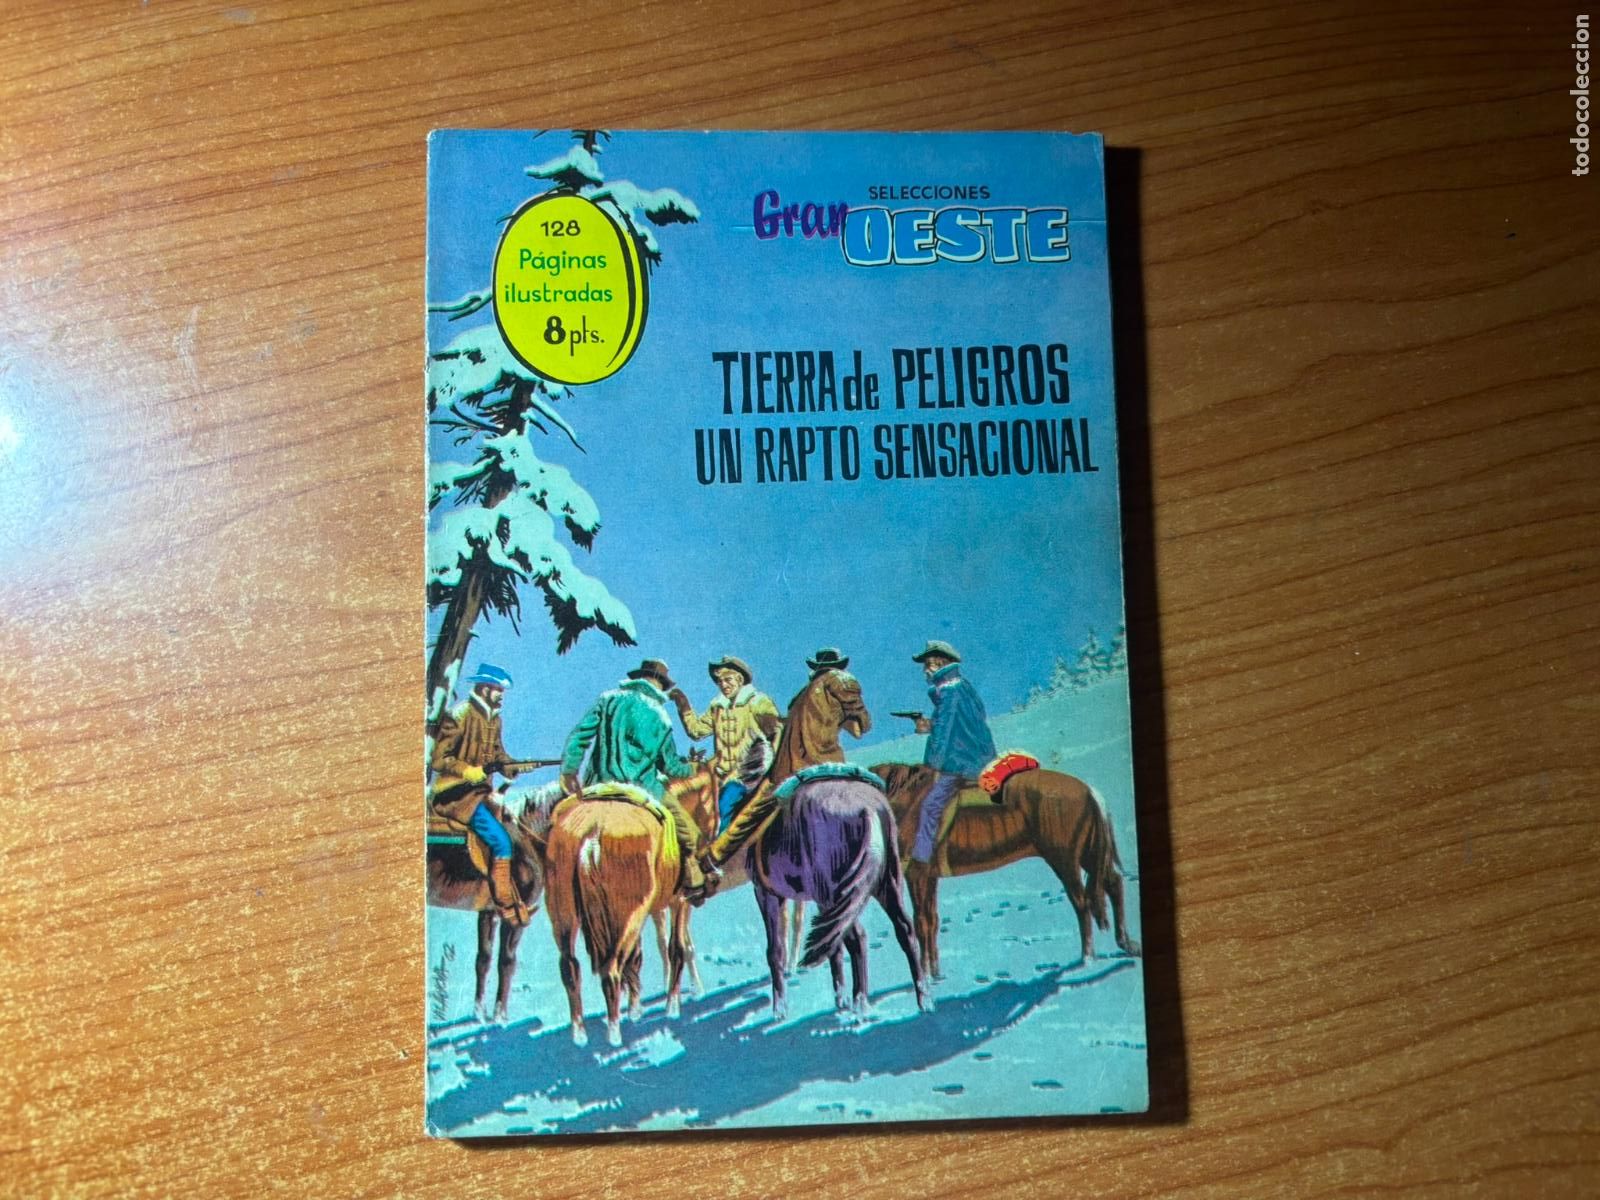 128
Páginas
ilustradas
8 pts.
SELECCIONES
Gran OESTE
TIERRA de PELIGROS
UN RAPTO SENSACIONAL
todocoleccion